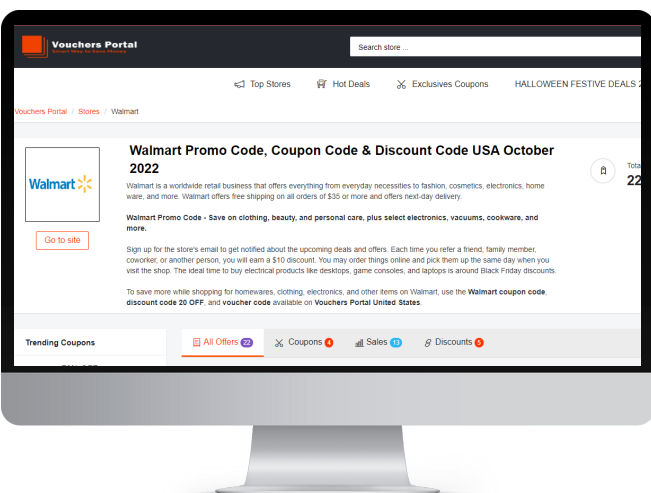 Vouchers Portal
Smart Way to Save Money
Search store ...
Top Stores
Hot Deals
Exclusives Coupons
HALLOWEEN FESTIVE DEALS
Vouchers Portal / Stores / Walmart
Walmart
Go to site
Walmart Promo Code, Coupon Code & Discount Code USA October
2022
Walmart is a worldwide retail business that offers everything from everyday necessities to fashion, cosmetics, electronics, home
ware, and more. Walmart offers free shipping on all orders of $35 or more and offers next-day delivery.
Walmart Promo Code - Save on clothing, beauty, and personal care, plus select electronics, vacuums, cookware, and
more.
Sign up for the store's email to get notified about the upcoming deals and offers. Each time you refer a friend, family member,
coworker, or another person, you will earn a $10 discount. You may order things online and pick them up the same day when you
visit the shop. The ideal time to buy electrical products like desktops, game consoles, and laptops is around Black Friday discounts.
To save more while shopping for homewares, clothing, electronics, and other items on Walmart, use the Walmart coupon code,
discount code 20 OFF, and voucher code available on Vouchers Portal United States.
Tota
22
Trending Coupons
All Offers 22
Coupons 4
Sales 13
Discounts 5